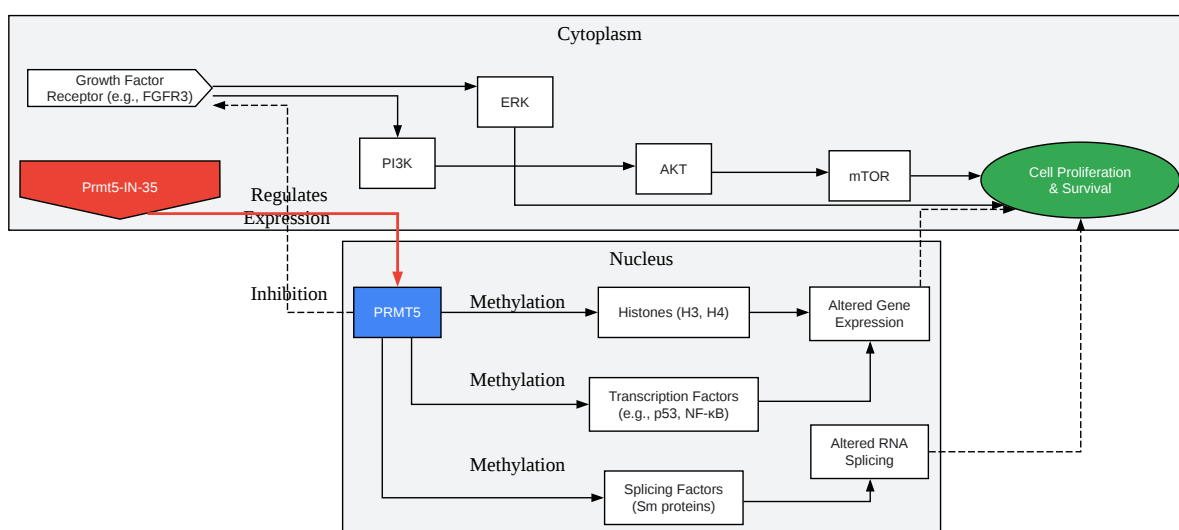 Cytoplasm
Growth Factor
Receptor (e.g., FGFR3)
ERK
PI3K
AKT
mTOR
Cell Proliferation
& Survival
Prmt5-IN-35
Regulates
Expression
Nucleus
Inhibition
PRMT5
Methylation
Histones (H3, H4)
Altered Gene
Expression
Methylation
Transcription Factors
(e.g., p53, NF-κB)
Altered RNA
Splicing
Methylation
Splicing Factors
(Sm proteins)